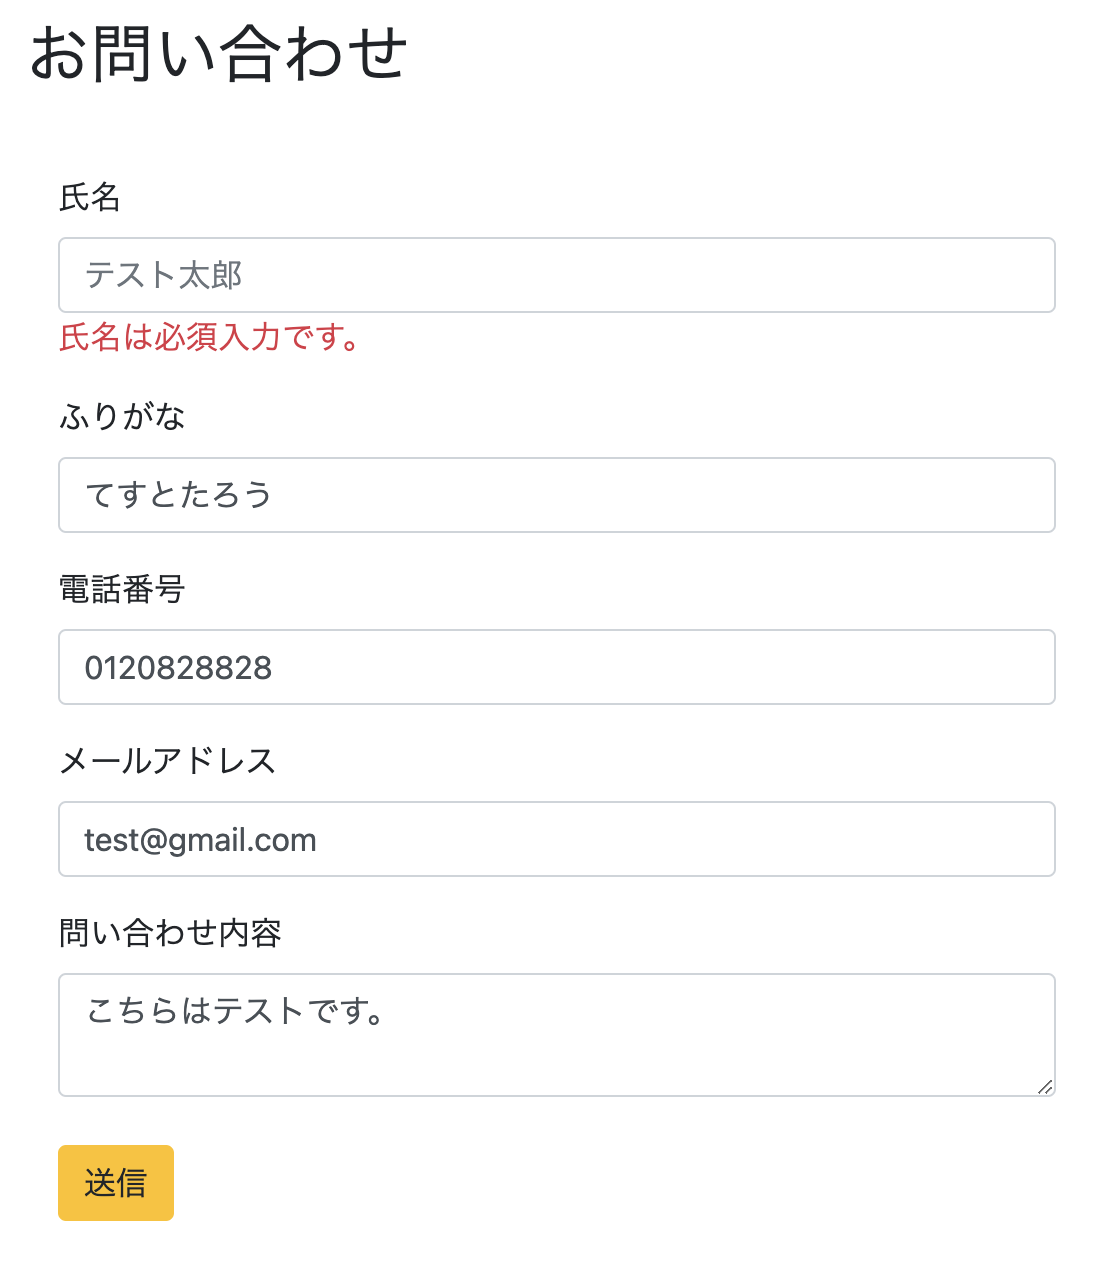 お問い合わせ
氏名
テスト太郎
氏名は必須入力です。
ふりがな
てすとたろう
電話番号
0120828828
メールアドレス
test@gmail.com
問い合わせ内容
こちらはテストです。
送信